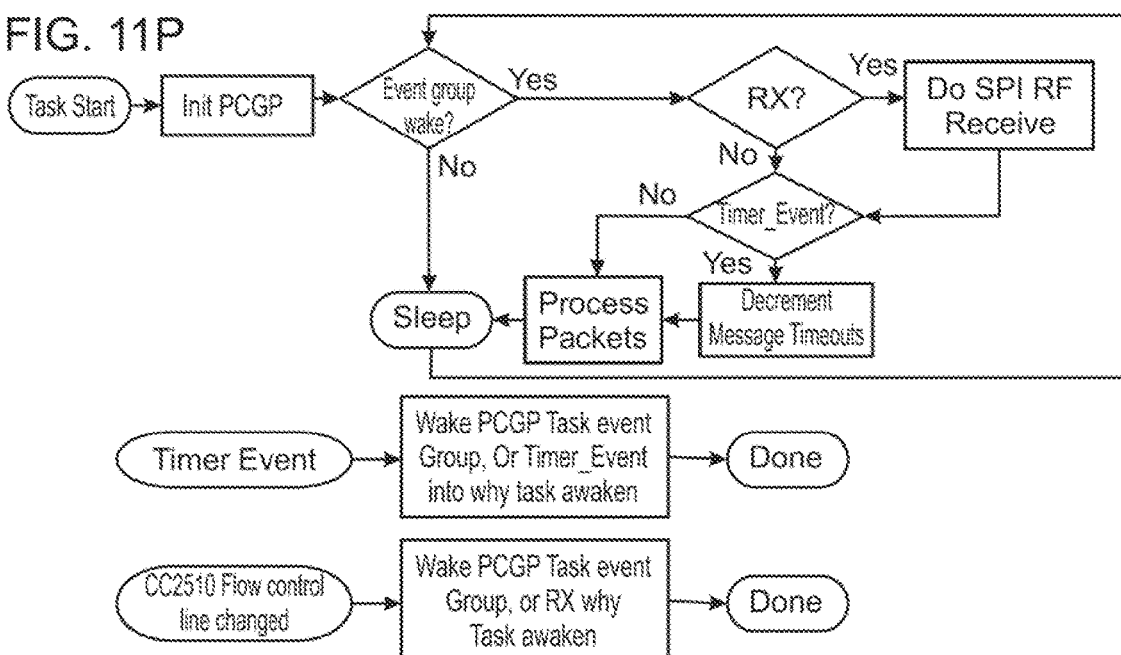 FIG. 11P
Task Start
Init PCGP
Event group
wake?
Yes
RX?
Yes
Do SPI RF
Receive
No
No
No
Timer_Event?
Yes
Sleep
Process
Packets
Decrement
Message Timeouts
Timer Event
Wake PCGP Task event
Group, Or Timer_Event
into why task awaken
Done
CC2510 Flow control
line changed
Wake PCGP Task event
Group, or RX why
Task awaken
Done